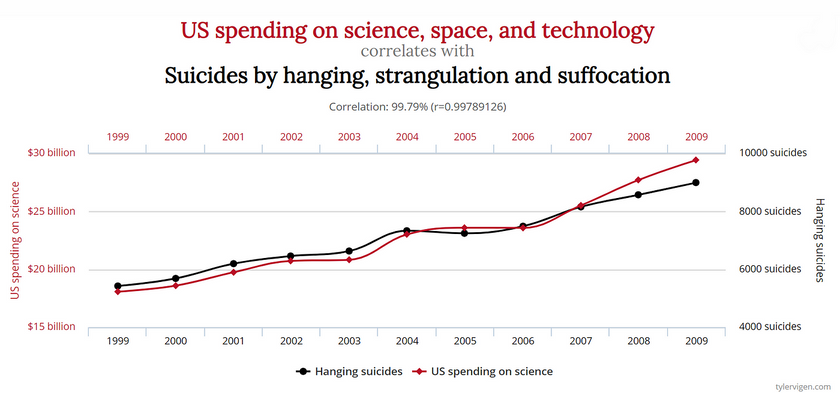 US spending on science, space, and technology
correlates with
Suicides by hanging, strangulation and suffocation
Correlation: 99.79% (r=0.99789126)
1999 2000 2001 2002 2003 2004 2005 2006 2007 2008 2009
$30 billion 10000 suicides
$25 billion 8000 suicides
$20 billion 6000 suicides
$15 billion 4000 suicides
US spending on science
Hanging suicides
1999 2000 2001 2002 2003 2004 2005 2006 2007 2008 2009
Hanging suicides US spending on science
tylervigen.com